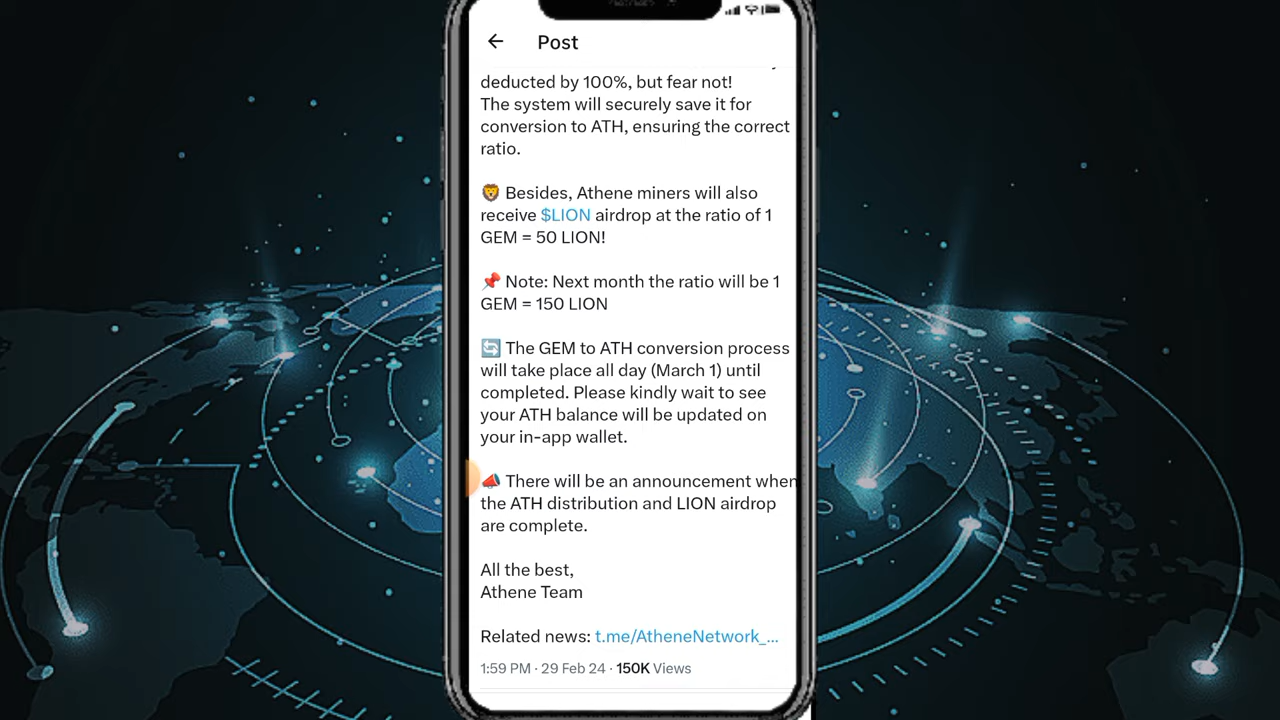 Post
deducted by 100%, but fear not!
The system will securely save it for
conversion to ATH, ensuring the correct
ratio.
🦁 Besides, Athene miners will also
receive $LION airdrop at the ratio of 1
GEM = 50 LION!
📌 Note: Next month the ratio will be 1
GEM = 150 LION
🔄 The GEM to ATH conversion process
will take place all day (March 1) until
completed. Please kindly wait to see
your ATH balance will be updated on
your in-app wallet.
📣 There will be an announcement when
the ATH distribution and LION airdrop
are complete.
All the best,
Athene Team
Related news: t.me/AtheneNetwork_...
1:59 PM · 29 Feb 24 · 150K Views